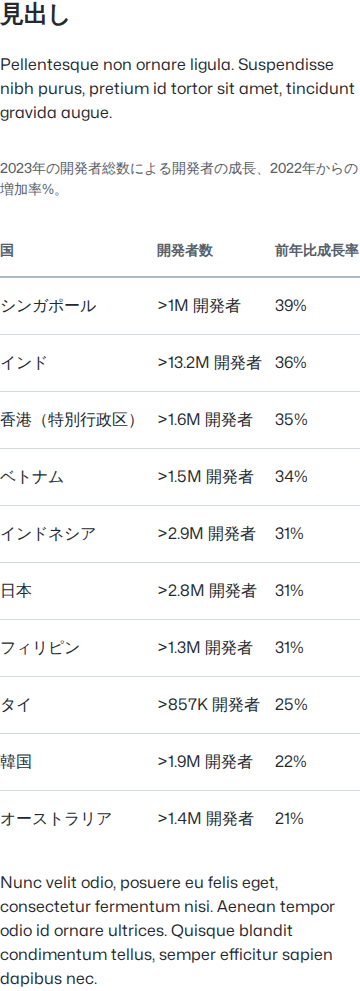 見出し
Pellentesque non ornare ligula. Suspendisse
nibh purus, pretium id tortor sit amet, tincidunt
gravida augue.
2023年の開発者総数による開発者の成長、2022年からの
増加率%。
国 開発者数 前年比成長率
シンガポール >1M 開発者 39%
インド >13.2M 開発者 36%
香港（特別行政区） >1.6M 開発者 35%
ベトナム >1.5M 開発者 34%
インドネシア >2.9M 開発者 31%
日本 >2.8M 開発者 31%
フィリピン >1.3M 開発者 31%
タイ >857K 開発者 25%
韓国 >1.9M 開発者 22%
オーストラリア >1.4M 開発者 21%
Nunc velit odio, posuere eu felis eget,
consectetur fermentum nisi. Aenean tempor
odio id ornare ultrices. Quisque blandit
condimentum tellus, semper efficitur sapien
dapibus nec.